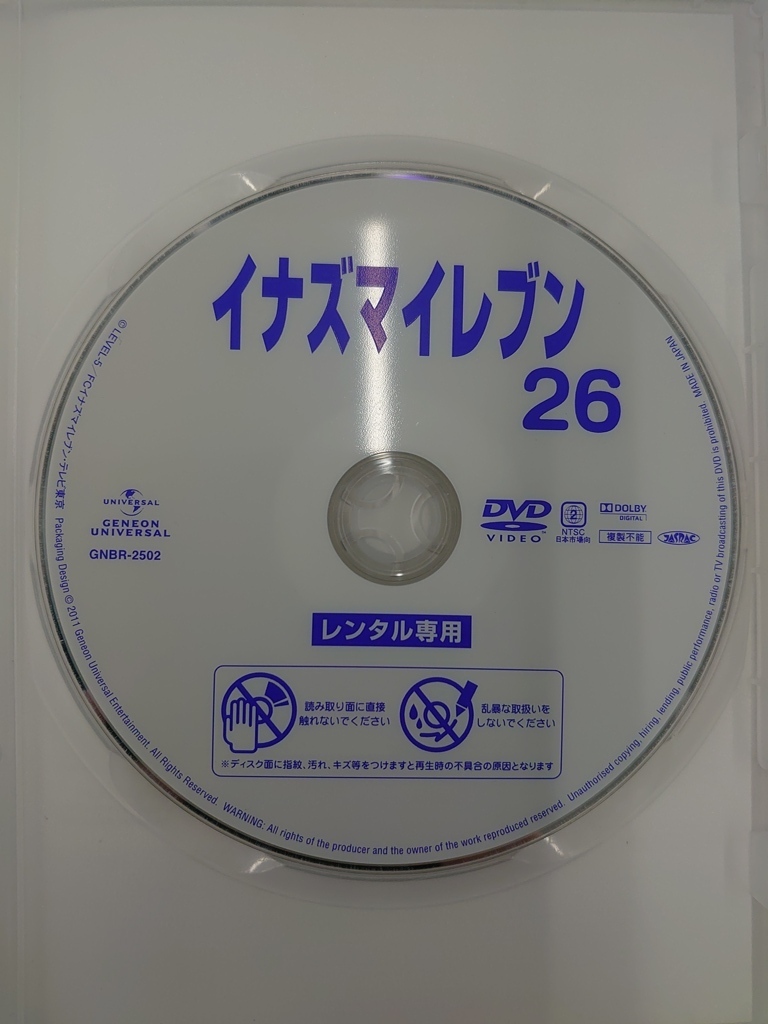 イナズマイレブン
26
© LEVEL-5／FCイナズマイレブン・テレビ東京 Packaging Design © 2011 Geneon Universal Entertainment. All Rights Reserved. WARNING: All rights of the producer and the owner of the work reproduced reserved. Unauthorised copying, hiring, lending, public performance, radio or TV broadcasting of this DVD is prohibited. MADE IN JAPAN
UNIVERSAL
GENEON
UNIVERSAL
GNBR-2502
DVD
VIDEO™
2
NTSC
日本市場向
DOLBY
DIGITAL
複製不能
JASRAC
レンタル専用
読み取り面に直接
触れないでください
乱暴な取扱いを
しないでください
※ディスク面に指紋、汚れ、キズ等をつけますと再生時の不具合の原因となります